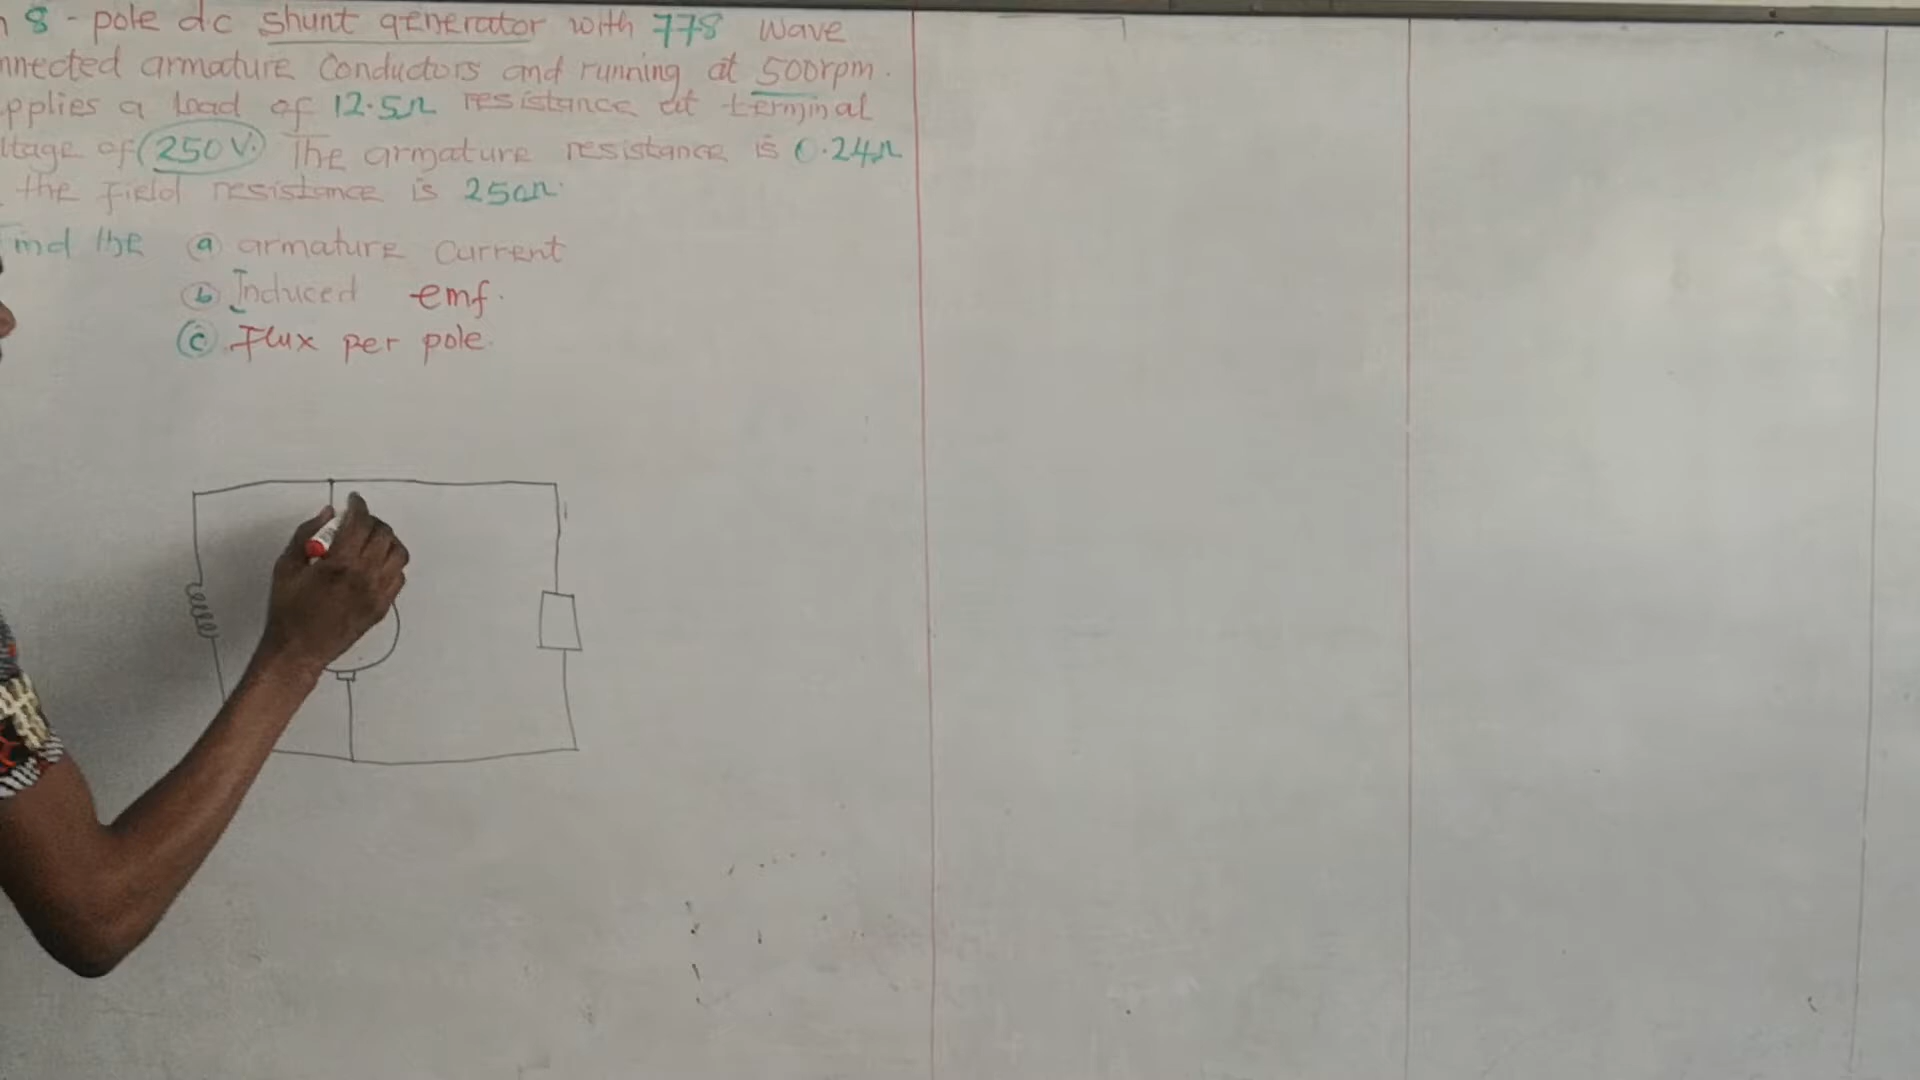 8 - pole dc shunt generator with 778 wave
nnected armature Conductors and running at 500rpm.
pplies a load of 12.5Ω resistance at terminal
ltage of 250V. The armature resistance is 0.24Ω
the field resistance is 250Ω.
ind the (a) armature Current
(b) Induced emf.
(c) Flux per pole.